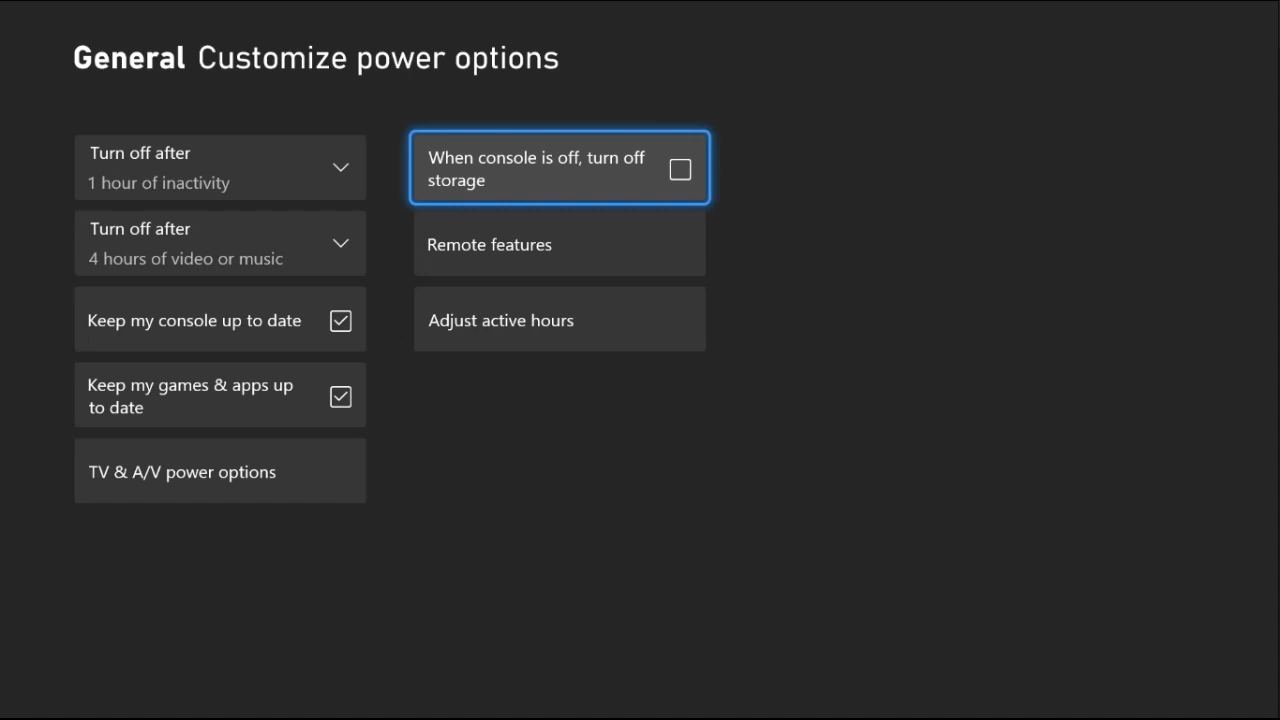 General Customize power options
Turn off after
1 hour of inactivity
Turn off after
4 hours of video or music
Keep my console up to date
Keep my games & apps up
to date
TV & A/V power options
When console is off, turn off
storage
Remote features
Adjust active hours